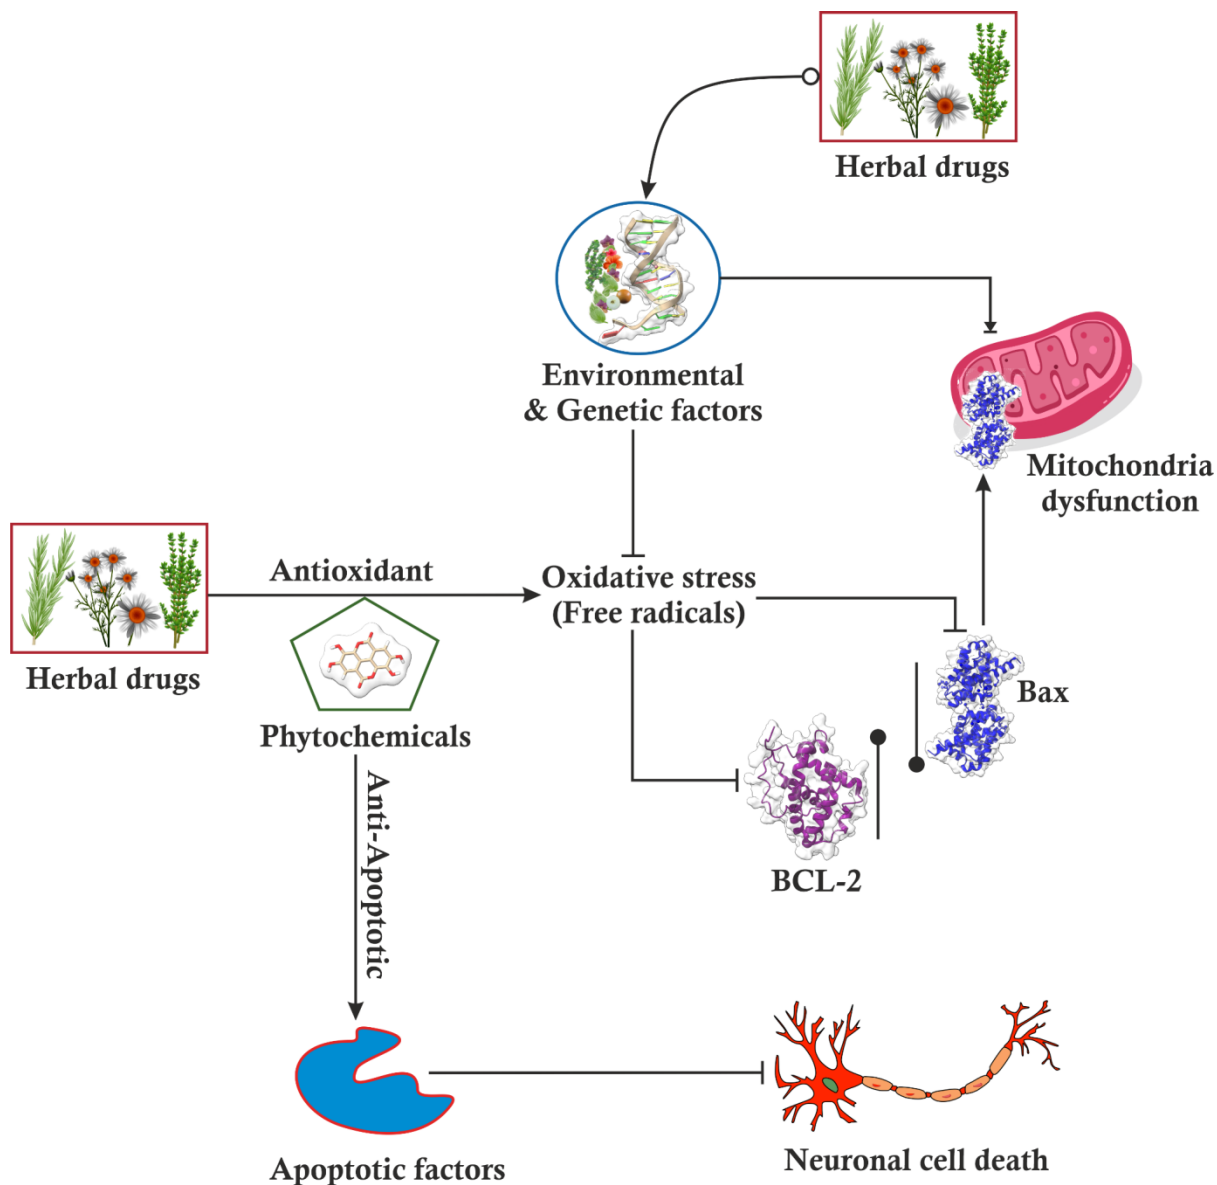 Herbal drugs
Environmental
& Genetic factors
Mitochondria
dysfunction
Antioxidant
Oxidative stress
(Free radicals)
Herbal drugs
Phytochemicals
Bax
Anti-Apoptotic
BCL-2
Apoptotic factors
Neuronal cell death